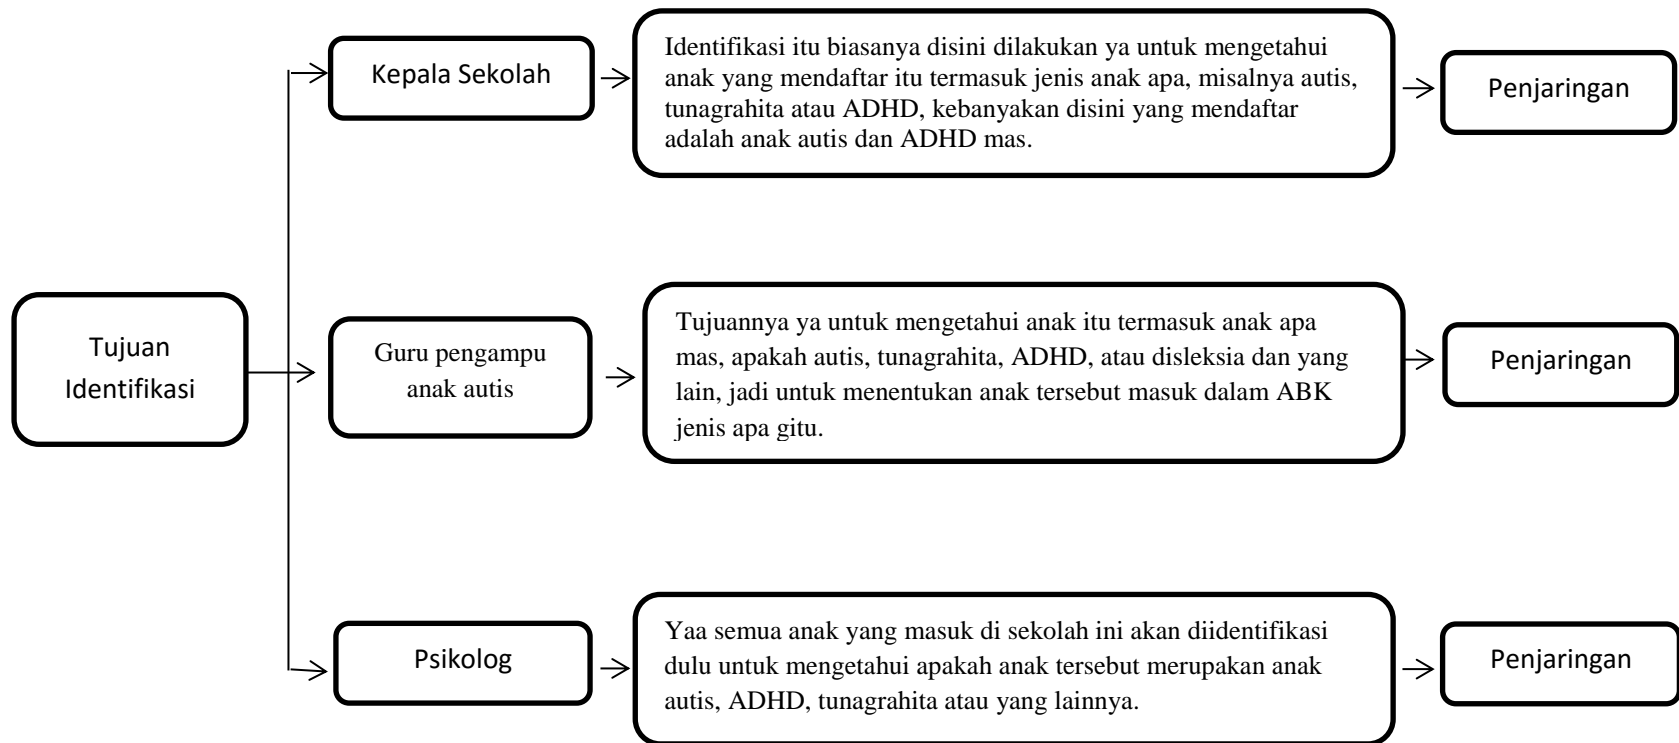 Kepala Sekolah
Identifikasi itu biasanya disini dilakukan ya untuk mengetahui
anak yang mendaftar itu termasuk jenis anak apa, misalnya autis,
tunagrahita atau ADHD, kebanyakan disini yang mendaftar
adalah anak autis dan ADHD mas.
Penjaringan
Tujuan
Identifikasi
Guru pengampu
anak autis
Tujuannya ya untuk mengetahui anak itu termasuk anak apa
mas, apakah autis, tunagrahita, ADHD, atau disleksia dan yang
lain, jadi untuk menentukan anak tersebut masuk dalam ABK
jenis apa gitu.
Penjaringan
Psikolog
Yaa semua anak yang masuk di sekolah ini akan diidentifikasi
dulu untuk mengetahui apakah anak tersebut merupakan anak
autis, ADHD, tunagrahita atau yang lainnya.
Penjaringan